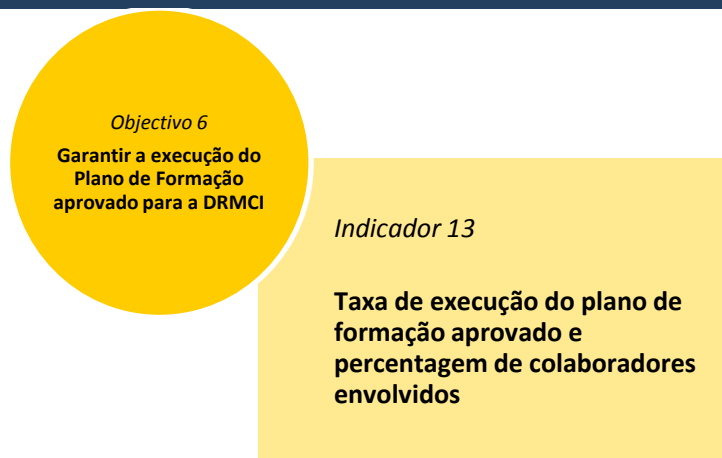 Objectivo 6
Garantir a execução do
Plano de Formação
aprovado para a DRMCI
Indicador 13
Taxa de execução do plano de
formação aprovado e
percentagem de colaboradores
envolvidos